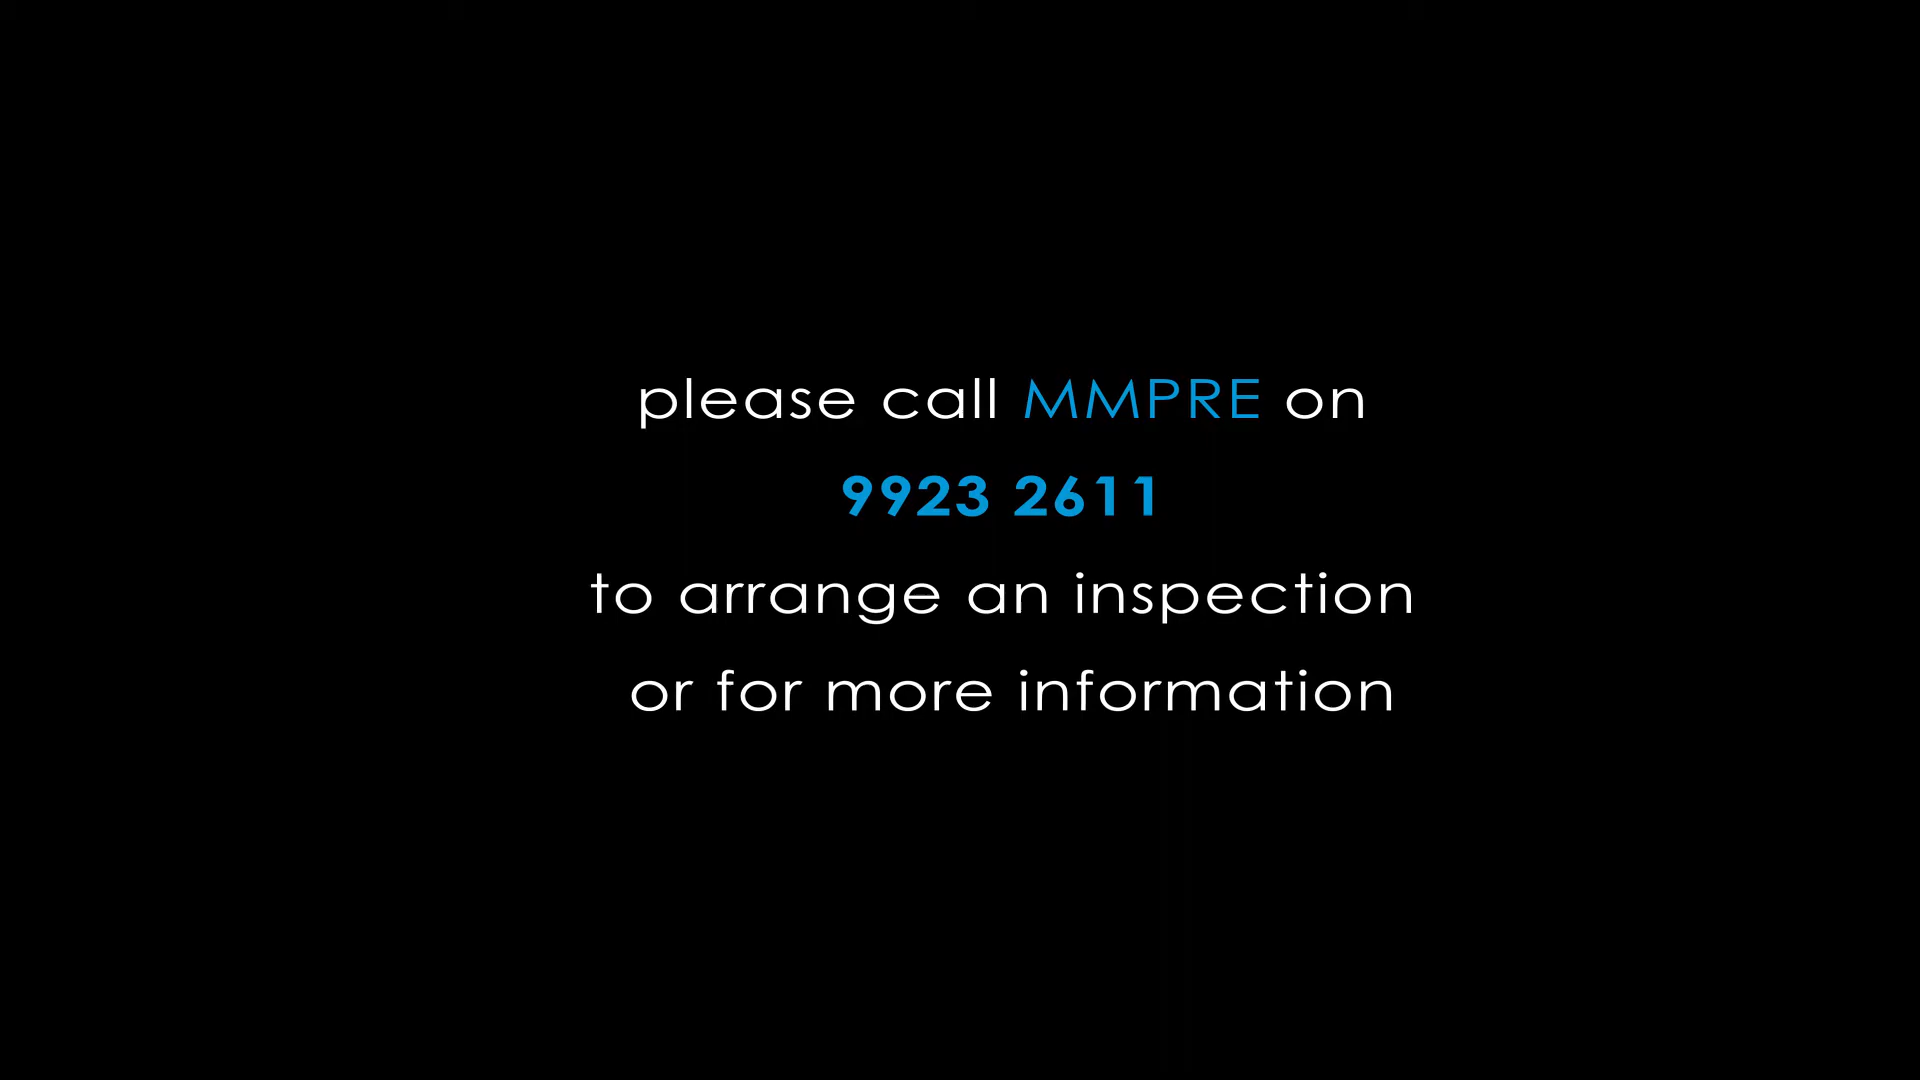 please call MMPRE on
9923 2611
to arrange an inspection
or for more information